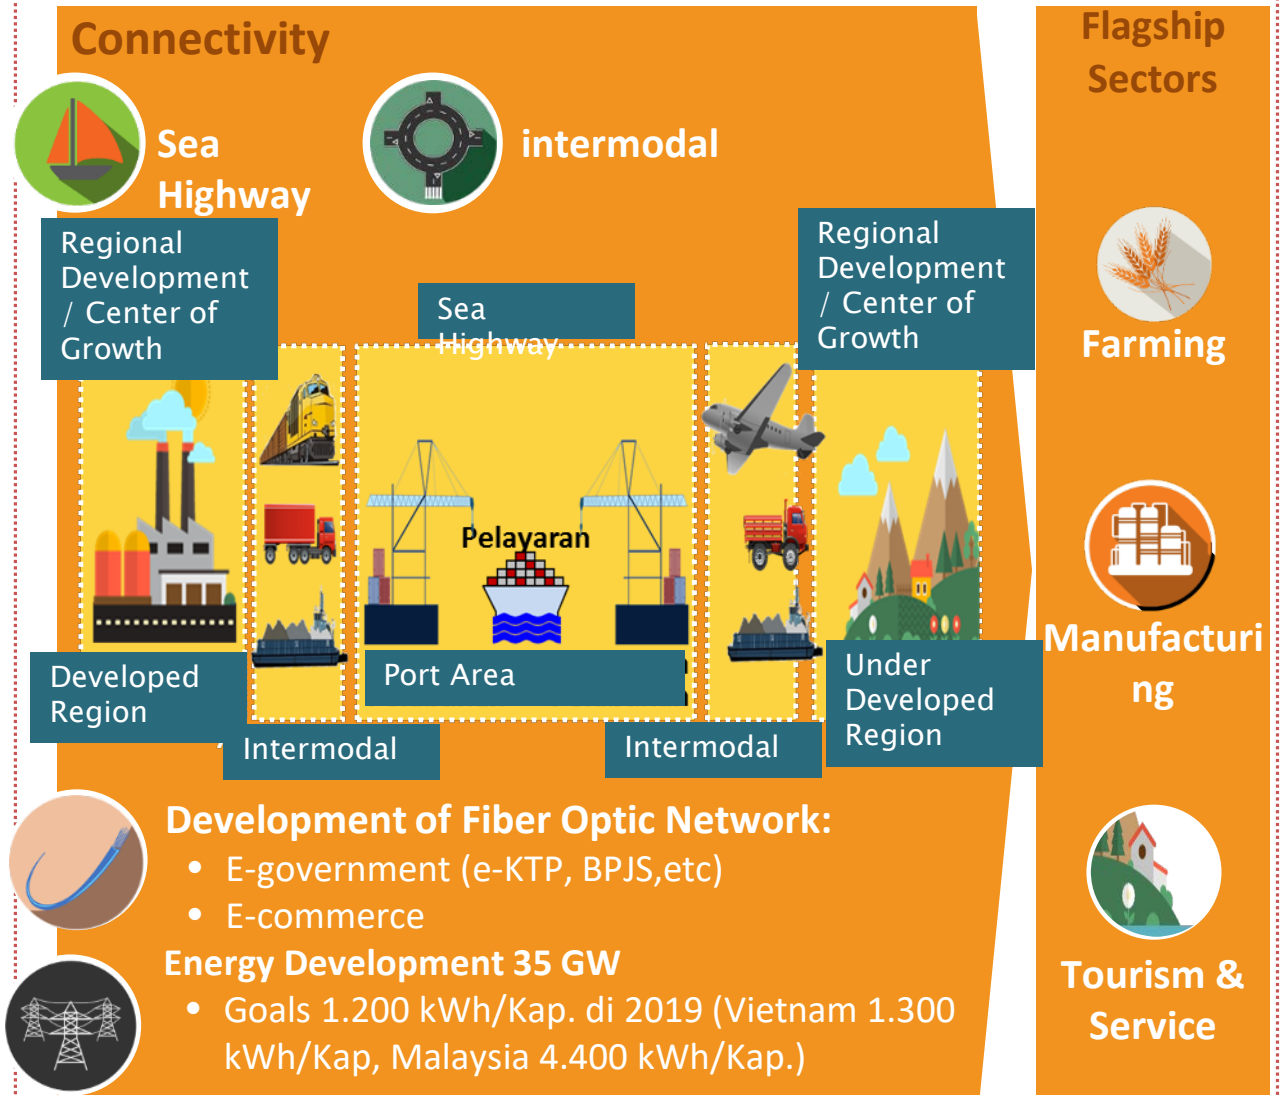 Connectivity
Sea
Highway
intermodal
Regional
Development
/ Center of
Growth
Sea
Highway
Regional
Development
/ Center of
Growth
Pelayaran
Developed
Region
Port Area
Under
Developed
Region
Intermodal
Intermodal
Development of Fiber Optic Network:
• E-government (e-KTP, BPJS,etc)
• E-commerce
Energy Development 35 GW
• Goals 1.200 kWh/Kap. di 2019 (Vietnam 1.300
kWh/Kap, Malaysia 4.400 kWh/Kap.)
Flagship
Sectors
Farming
Manufacturi
ng
Tourism &
Service